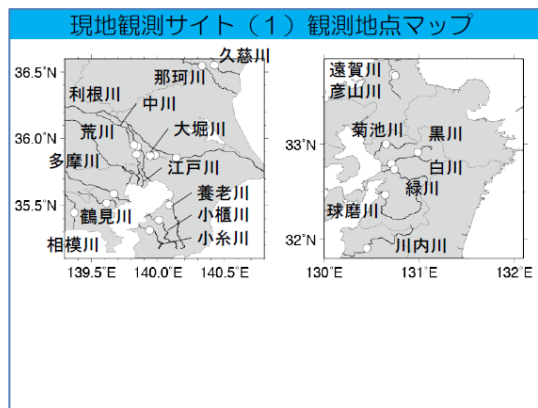 現地観測サイト（１）観測地点マップ
久慈川
36.5°N
那珂川
利根川
中川
荒川
大堀川
36.0°N
多摩川
江戸川
養老川
35.5°N
鶴見川
小櫃川
相模川
小糸川
139.5°E
140.0°E
140.5°E
遠賀川
彦山川
菊池川
黒川
33°N
白川
緑川
球磨川
32°N
川内川
130°E
131°E
132°E